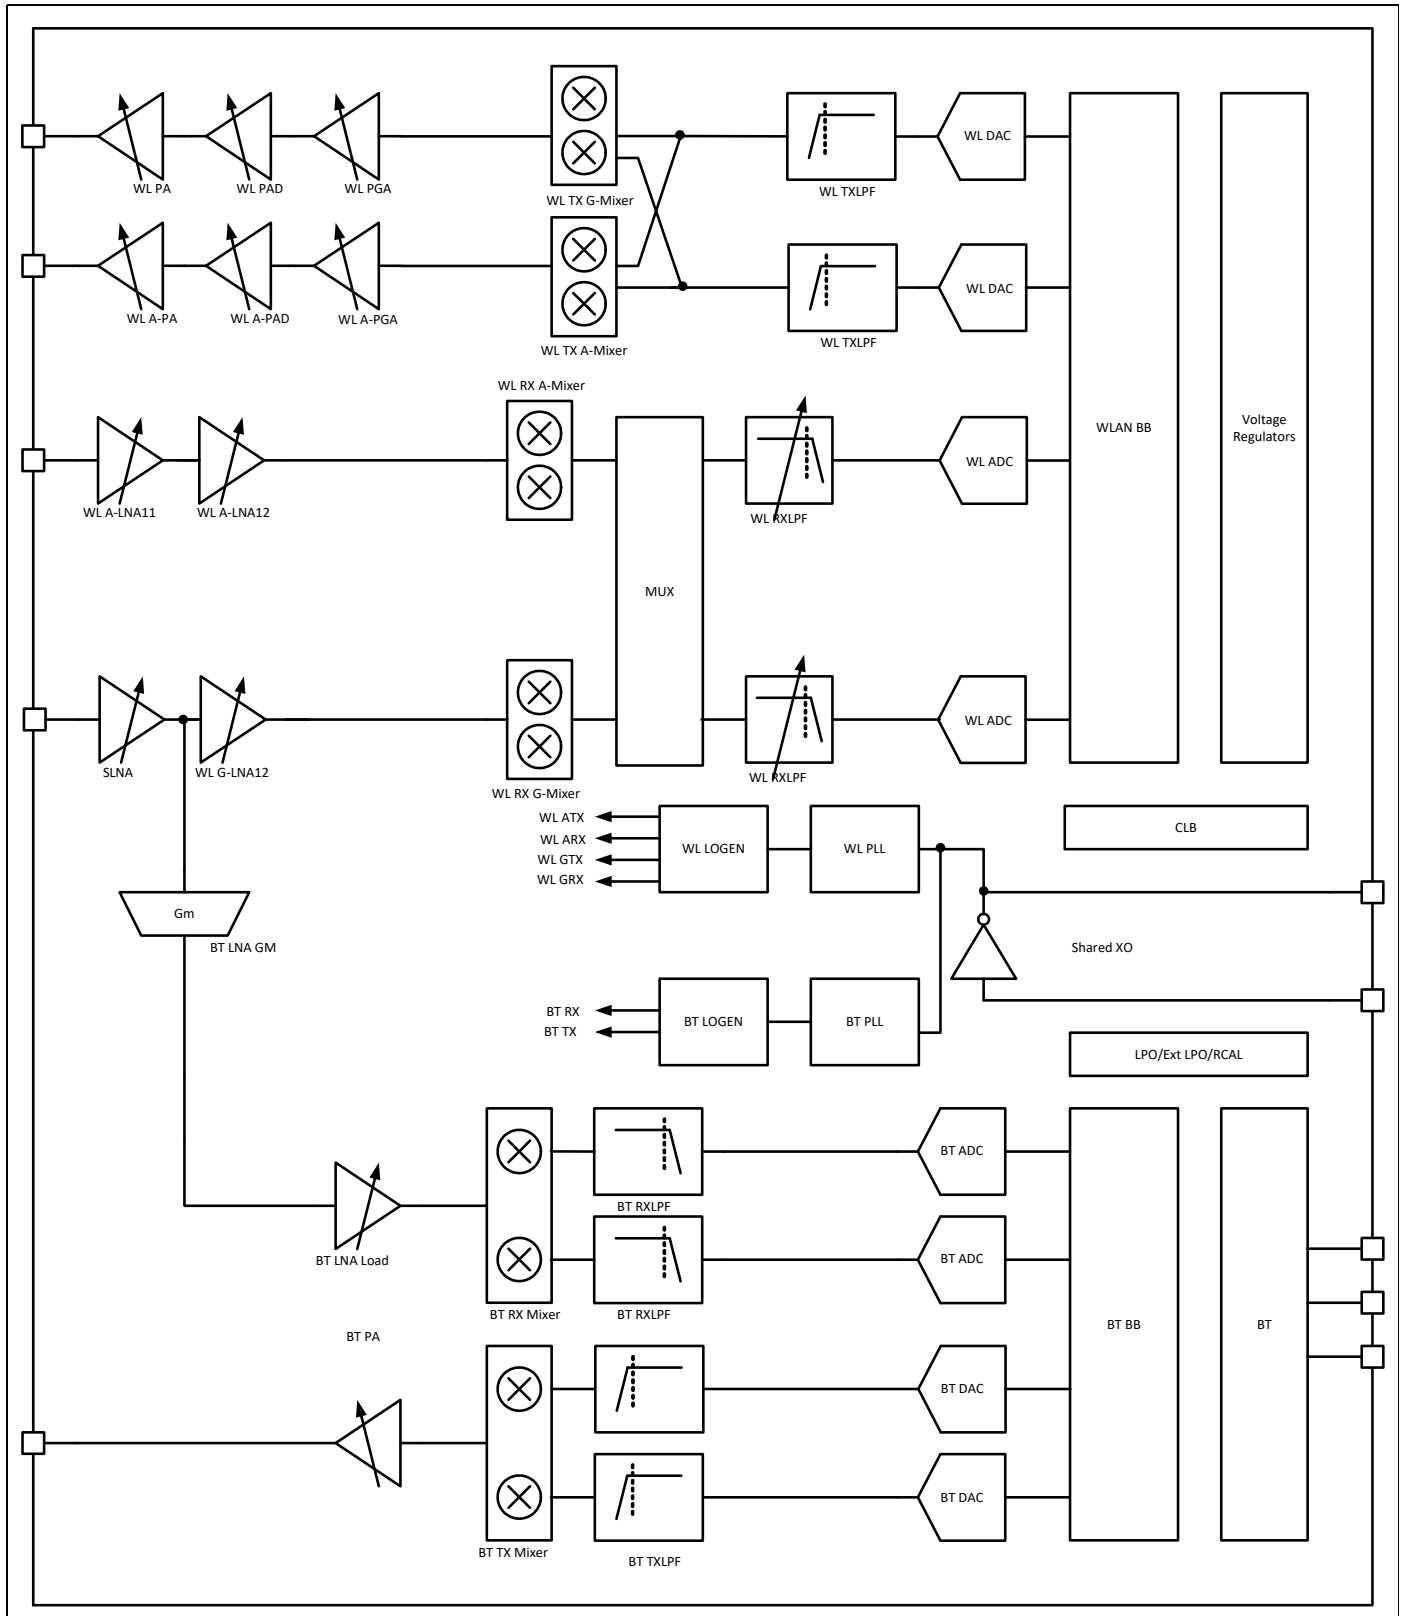 WL DAC
WL PA
WL PAD
WL PGA
WL TX G-Mixer
WL TXLPF
WL DAC
WL A-PA
WL A-PAD
WL A-PGA
WL TX A-Mixer
WL TXLPF
WL RX A-Mixer
WLAN BB
Voltage
Regulators
WL ADC
WL A-LNA11
WL A-LNA12
WL RXLPF
MUX
WL ADC
SLNA
WL G-LNA12
WL RXLPF
WL RX G-Mixer
WL ATX
WL ARX
WL GTX
WL GRX
WL LOGEN
WL PLL
CLB
Gm
BT LNA GM
Shared XO
BT RX
BT TX
BT LOGEN
BT PLL
LPO/Ext LPO/RCAL
BT ADC
BT RXLPF
BT LNA Load
BT ADC
BT RX Mixer
BT RXLPF
BT BB
BT
BT PA
BT DAC
BT DAC
BT TX Mixer
BT TXLPF